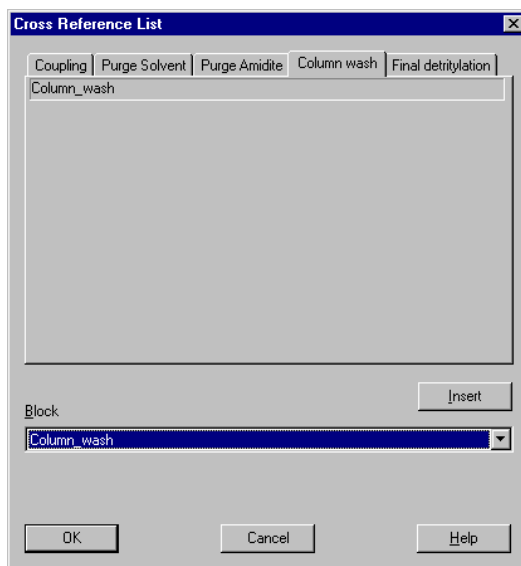 Cross Reference List
Coupling Purge Solvent Purge Amidite Column wash Final detritylation
Column_wash
Insert
Block
Column_wash
OK Cancel Help